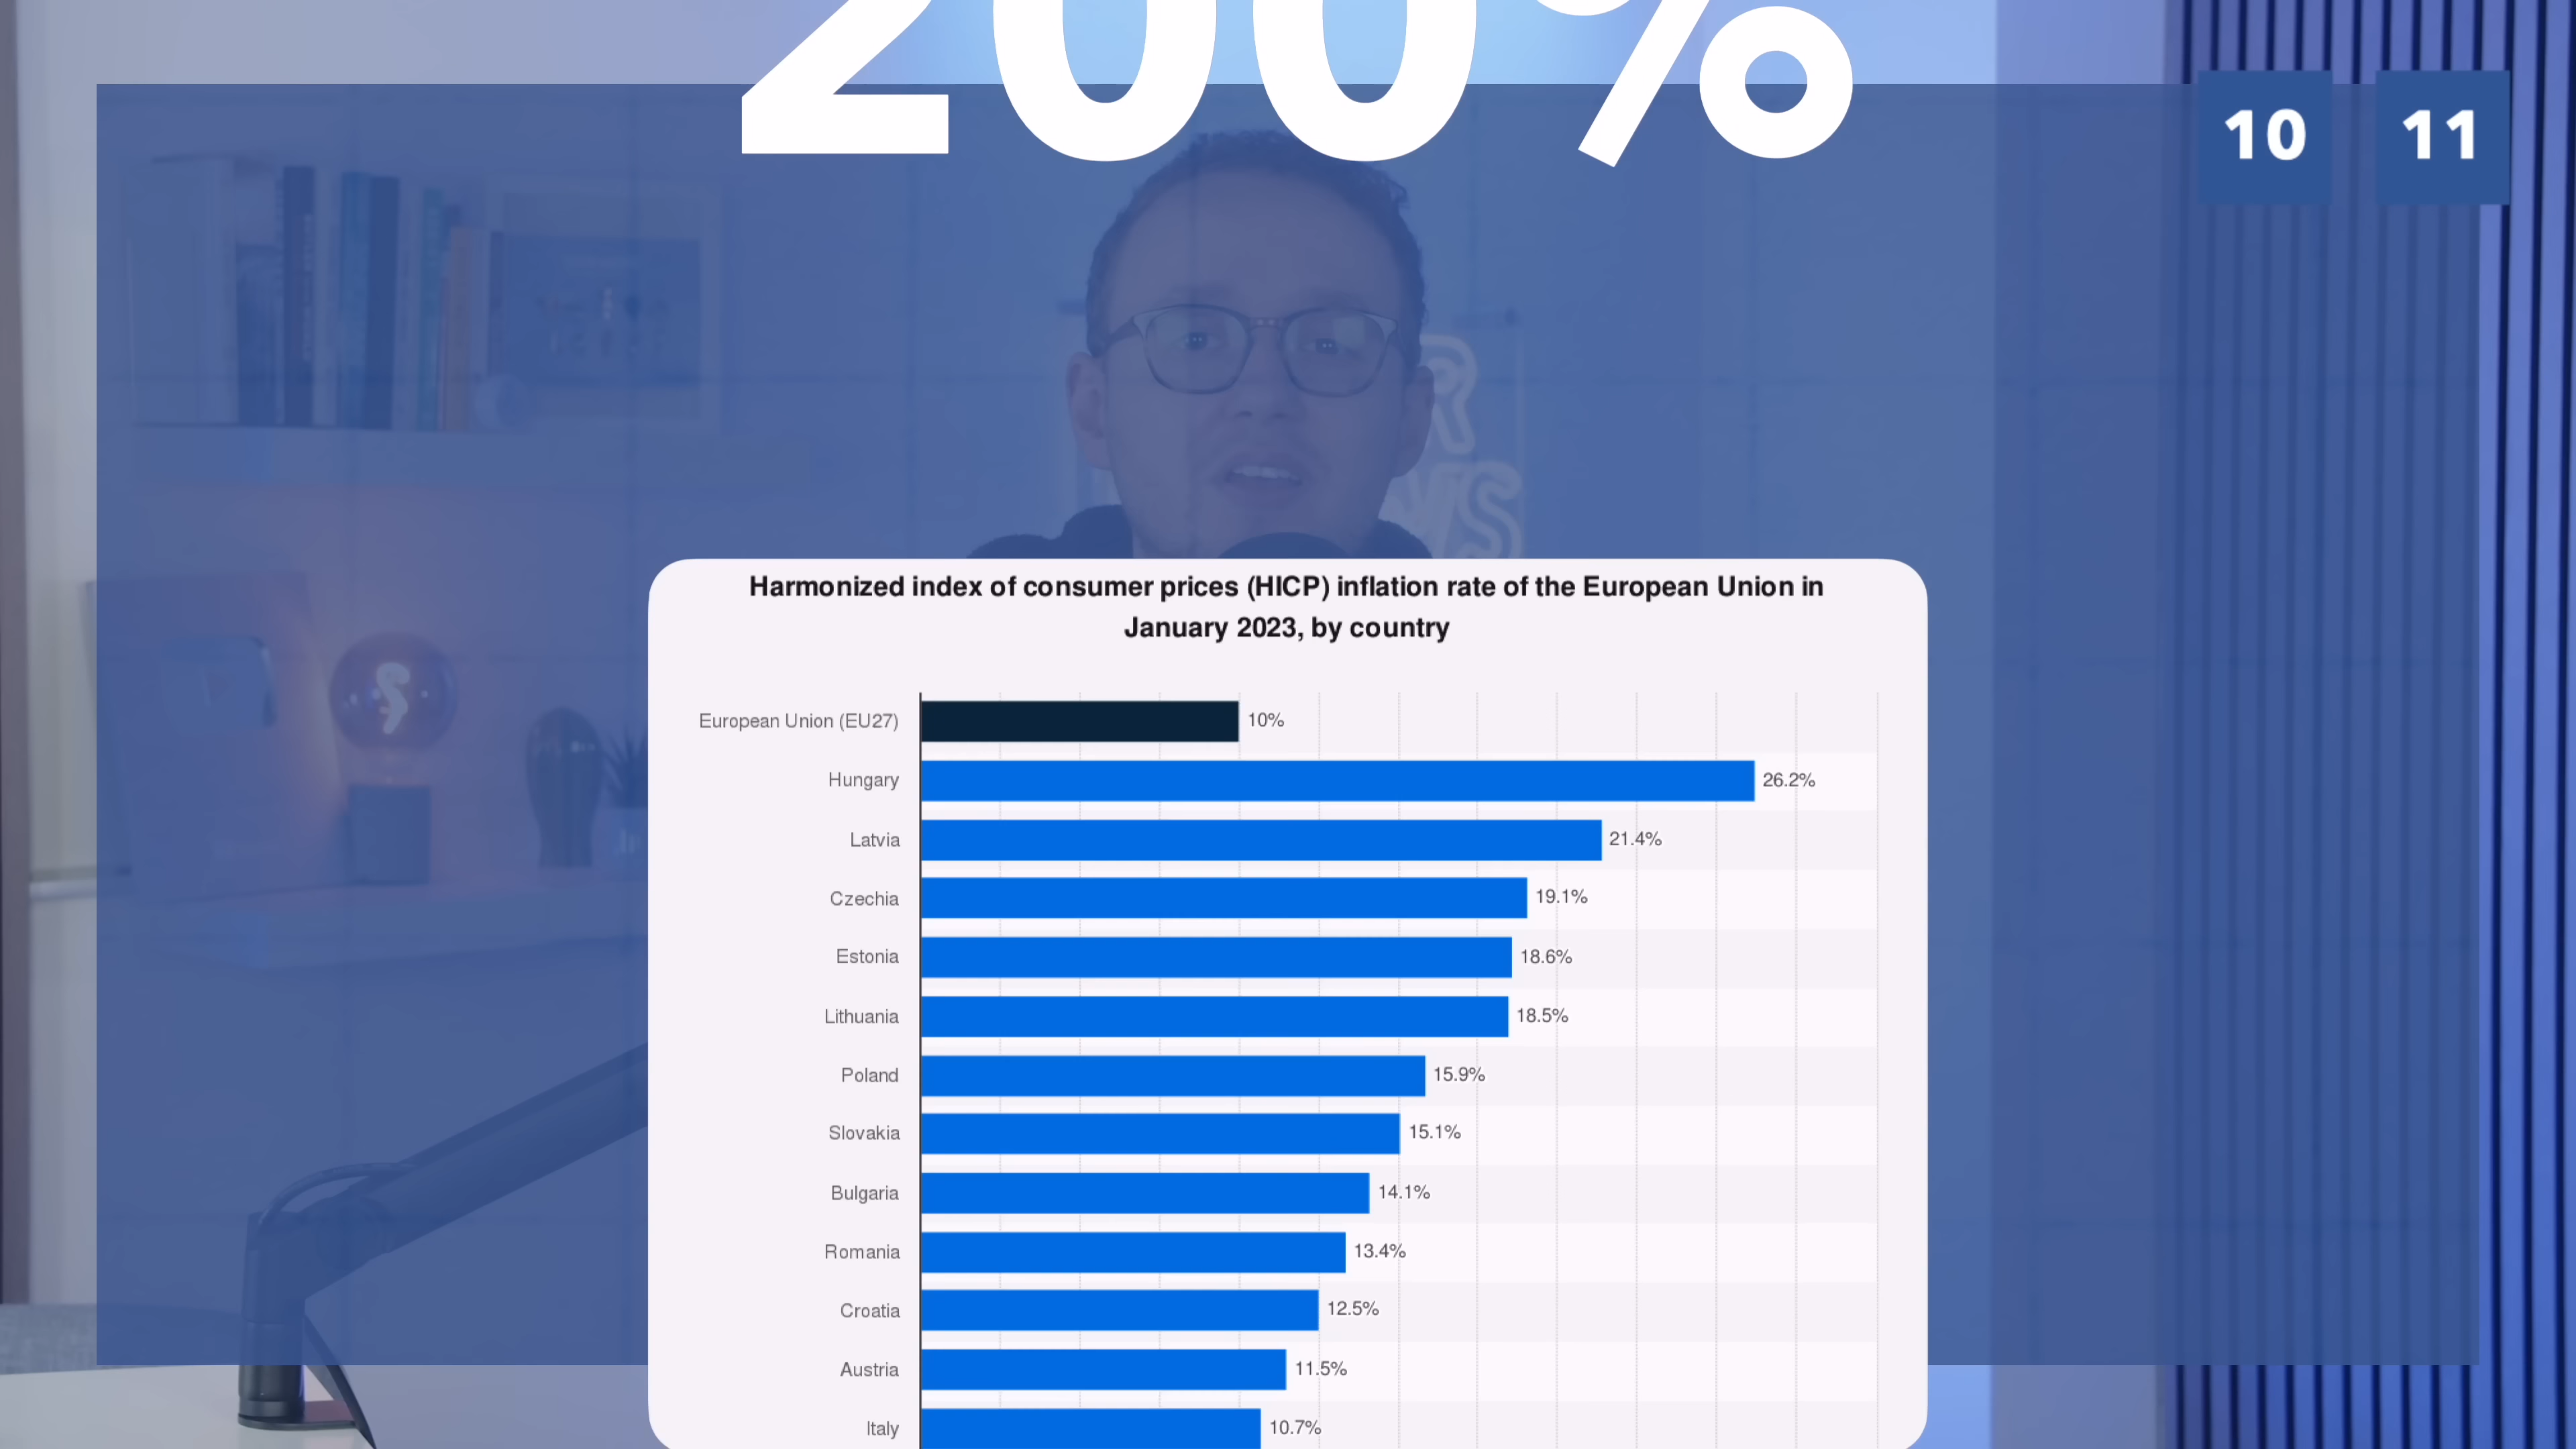 200%
10 11
R
WS
Harmonized index of consumer prices (HICP) inflation rate of the European Union in
January 2023, by country
European Union (EU27) 10%
Hungary 26.2%
Latvia 21.4%
Czechia 19.1%
Estonia 18.6%
Lithuania 18.5%
Poland 15.9%
Slovakia 15.1%
Bulgaria 14.1%
Romania 13.4%
Croatia 12.5%
Austria 11.5%
Italy 10.7%